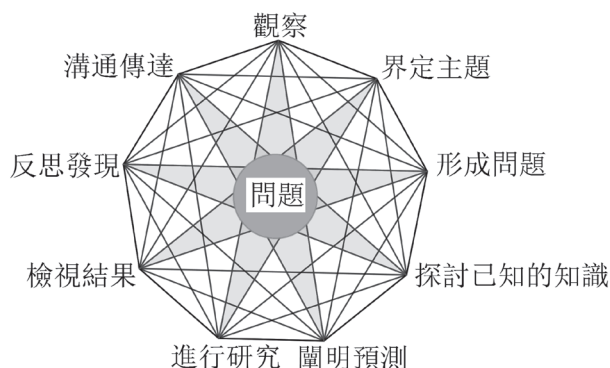 觀察
溝通傳達
界定主題
反思發現
形成問題
問題
檢視結果
探討已知的知識
進行研究
闡明預測